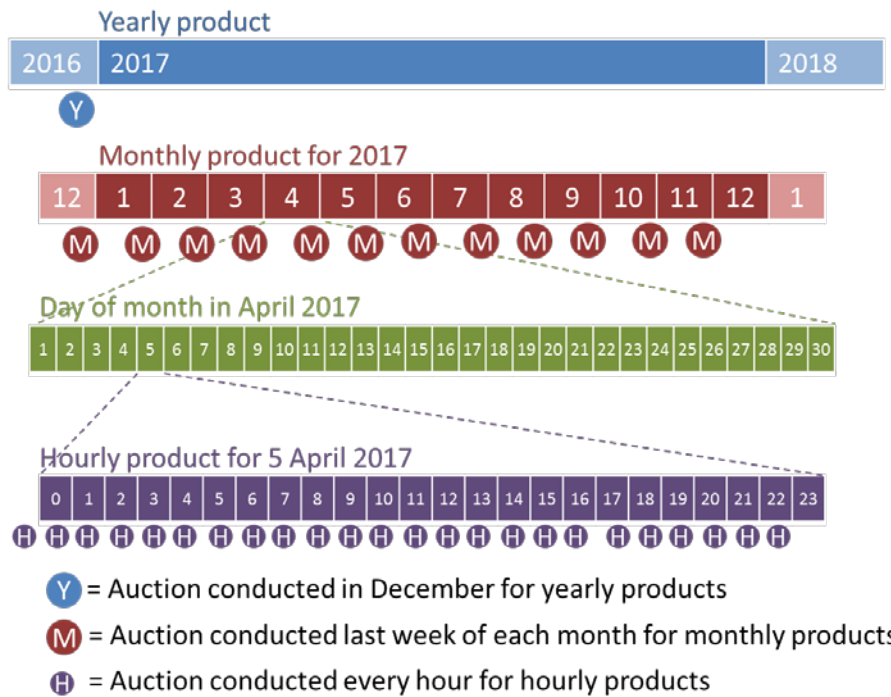 Yearly product
2016 2017 2018
Y
Monthly product for 2017
12 1 2 3 4 5 6 7 8 9 10 11 12 1
M M M M M M M M M M M M
Day of month in April 2017
1 2 3 4 5 6 7 8 9 10 11 12 13 14 15 16 17 18 19 20 21 22 23 24 25 26 27 28 29 30
Hourly product for 5 April 2017
0 1 2 3 4 5 6 7 8 9 10 11 12 13 14 15 16 17 18 19 20 21 22 23
H H H H H H H H H H H H H H H H H H H H H H H H
Y = Auction conducted in December for yearly products
M = Auction conducted last week of each month for monthly products
H = Auction conducted every hour for hourly products